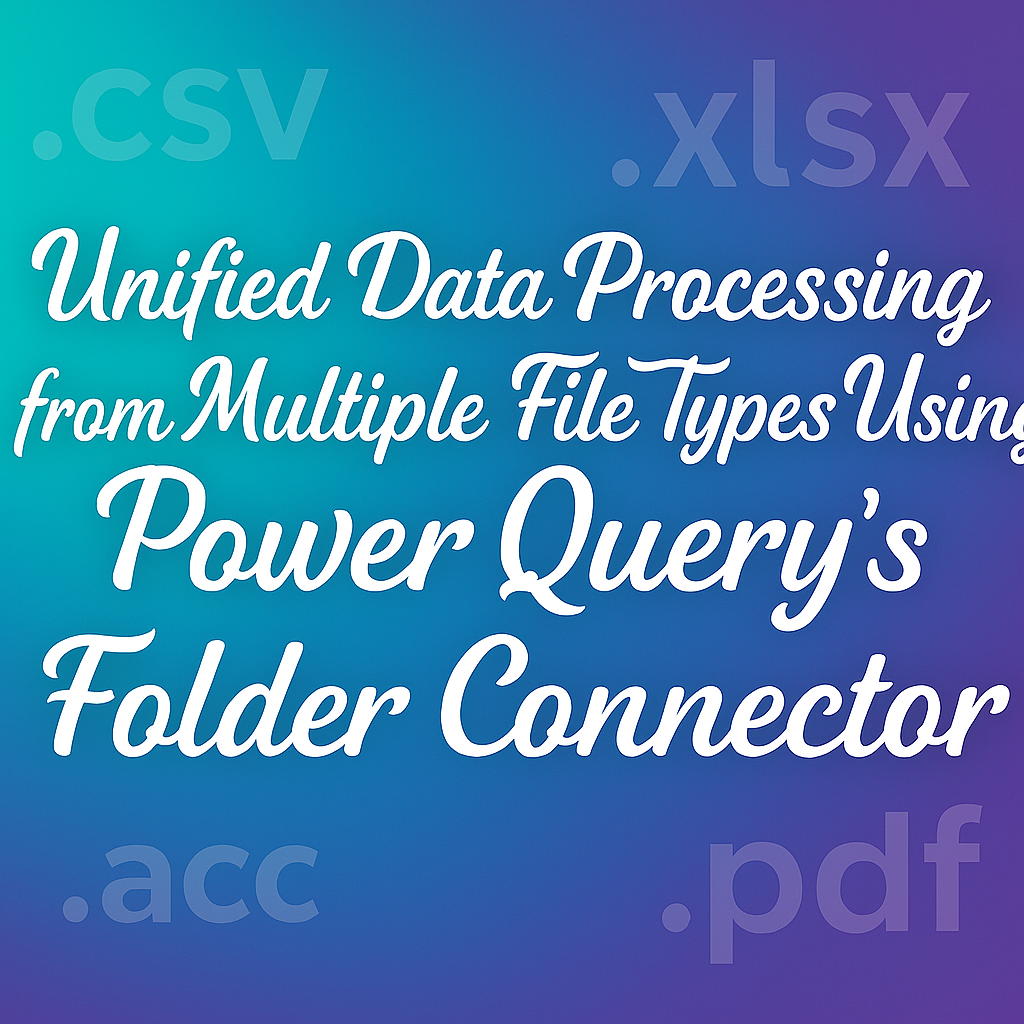 .csv
.xlsx
Unified Data Processing
from Multiple File Types Using
Power Query's
Folder Connector
.acc
.pdf